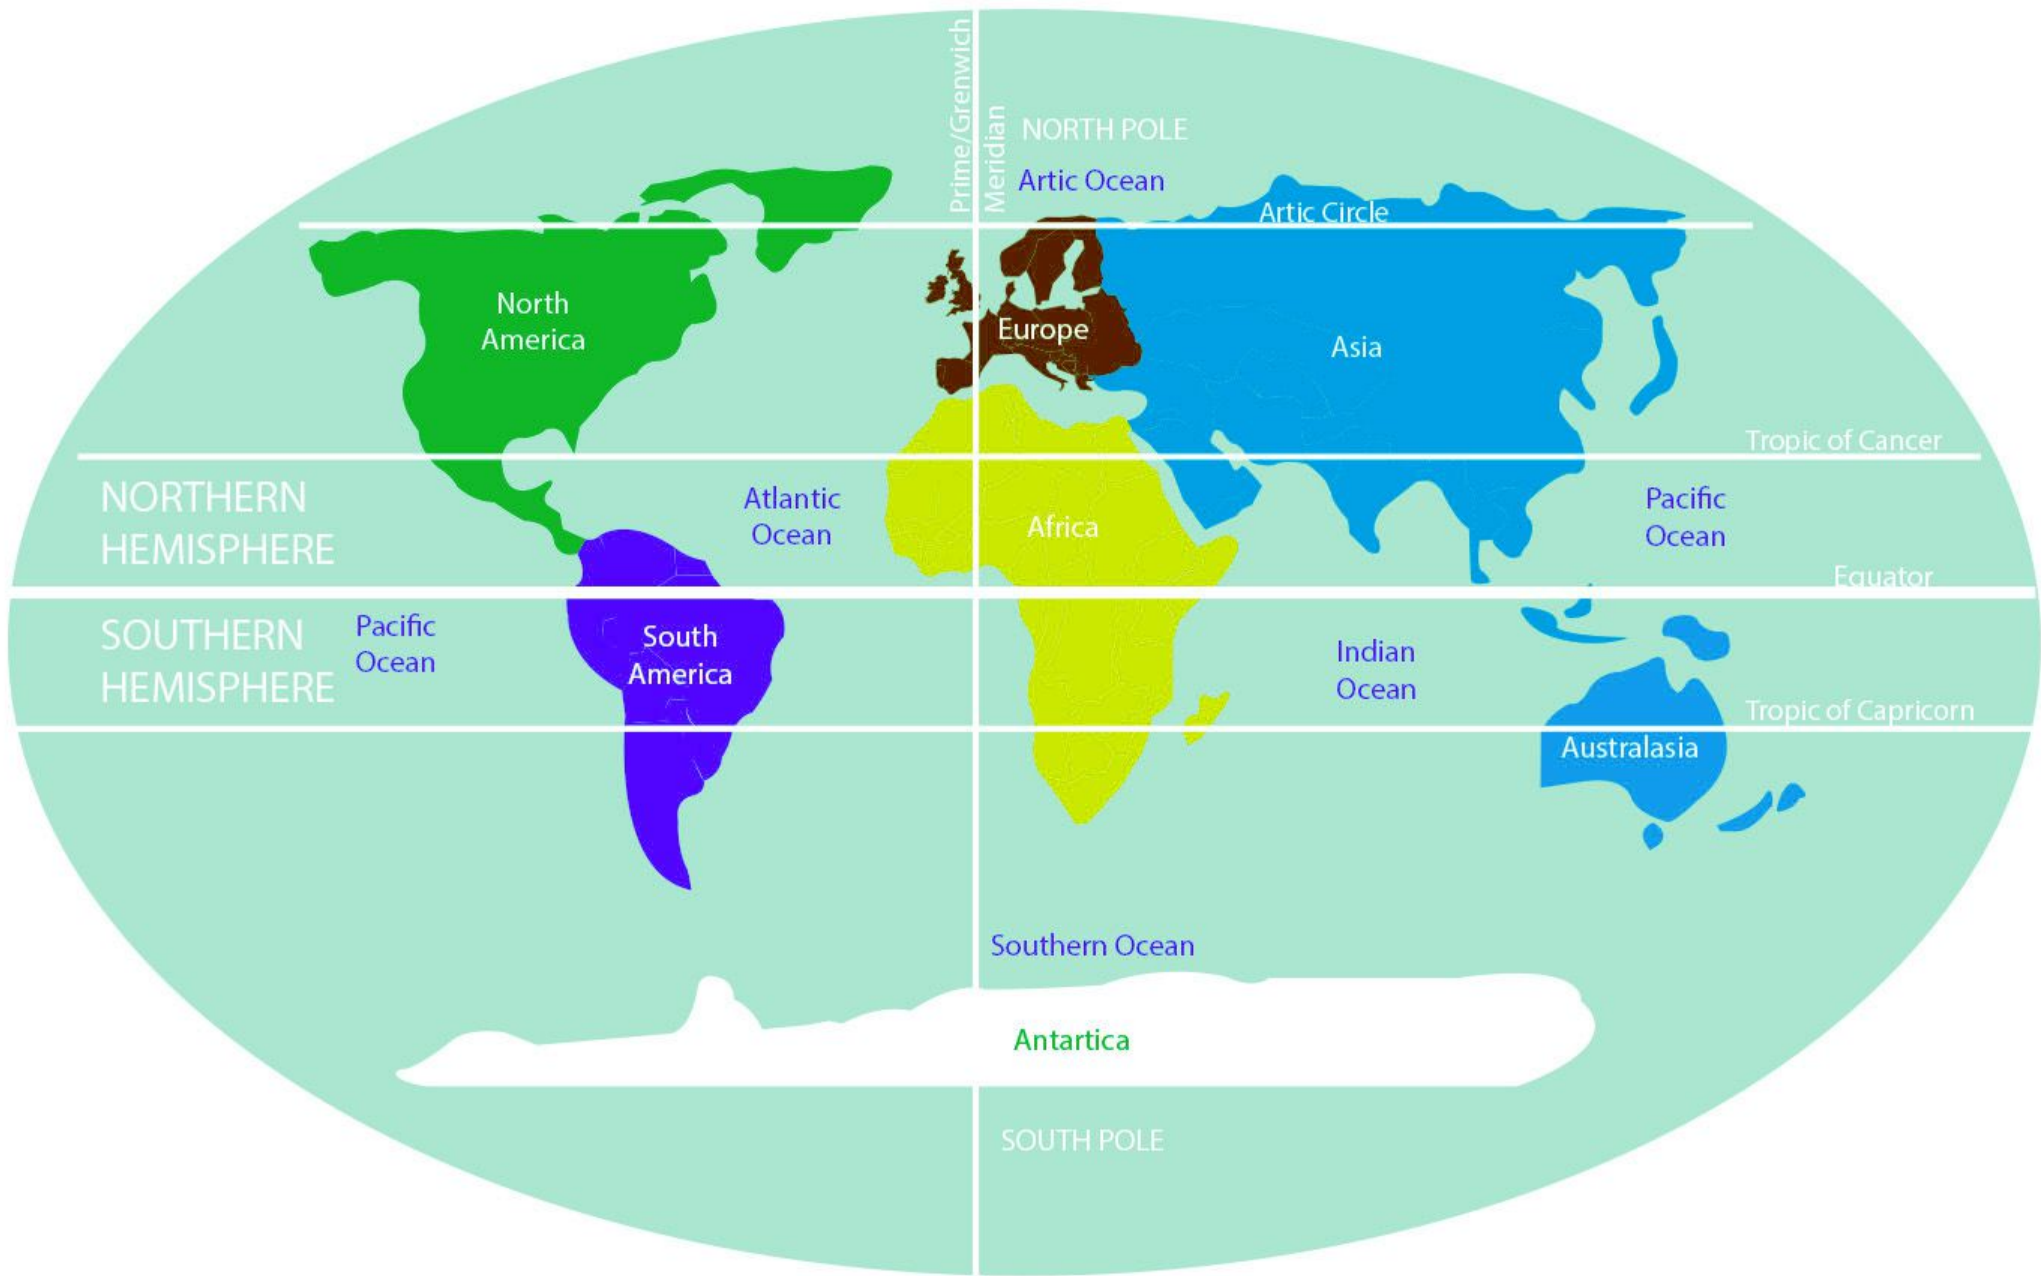 Prime/Grenwich
Meridian
NORTH POLE
Artic Ocean
Artic Circle
North
America
Europe
Asia
Tropic of Cancer
NORTHERN
HEMISPHERE
Atlantic
Ocean
Africa
Pacific
Ocean
Equator
SOUTHERN
HEMISPHERE
Pacific
Ocean
South
America
Indian
Ocean
Tropic of Capricorn
Australasia
Southern Ocean
Antartica
SOUTH POLE